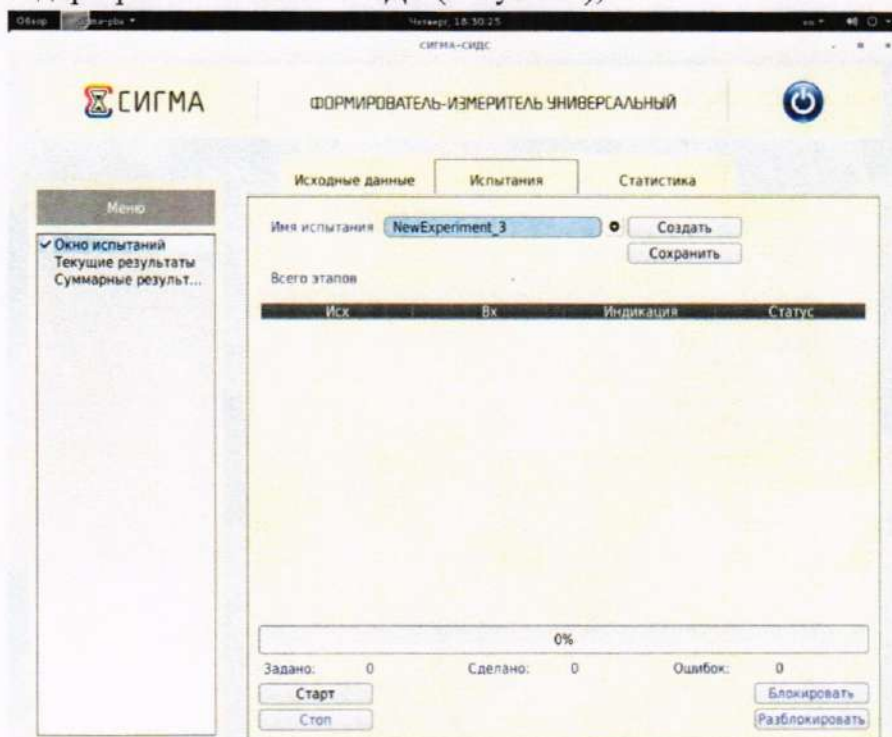 Обзор
Четверг, 18:30:25
СИГМА-СИДС
СИГМА
ФОРМИРОВАТЕЛЬ-ИЗМЕРИТЕЛЬ УНИВЕРСАЛЬНЫЙ
Исходные данные Испытания Статистика
Меню
Окно испытаний
Текущие результаты
Суммарные результ...
Имя испытания NewExperiment_3 Создать
Сохранить
Всего этапов
Исх Вх Индикация Статус
0%
Задано: 0 Сделано: 0 Ошибок: 0
Старт Блокировать
Стоп Разблокировать